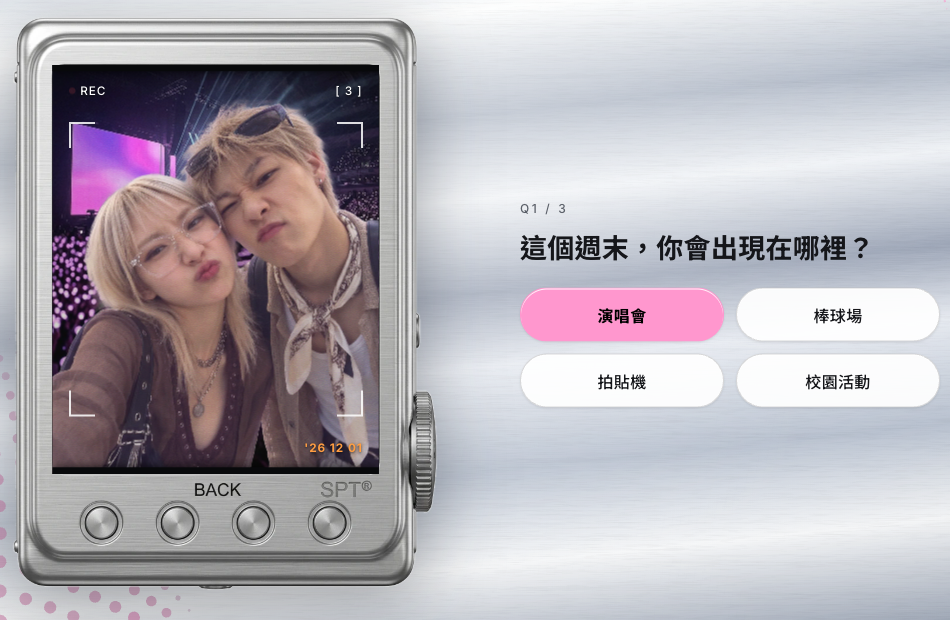 REC
[ 3 ]
'26 12 01
BACK
SPT®
Q1 / 3
這個週末，你會出現在哪裡？
演唱會
棒球場
拍貼機
校園活動